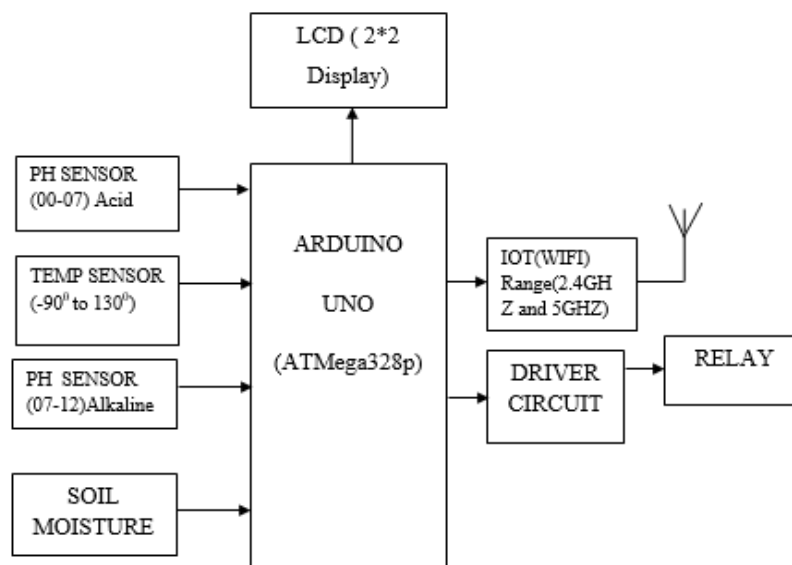 LCD ( 2*2
Display)
PH SENSOR
(00-07) Acid
TEMP SENSOR
(-90⁰ to 130⁰)
PH SENSOR
(07-12)Alkaline
SOIL
MOISTURE
ARDUINO
UNO
(ATMega328p)
IOT(WIFI)
Range(2.4GH
Z and 5GHZ)
DRIVER
CIRCUIT
RELAY